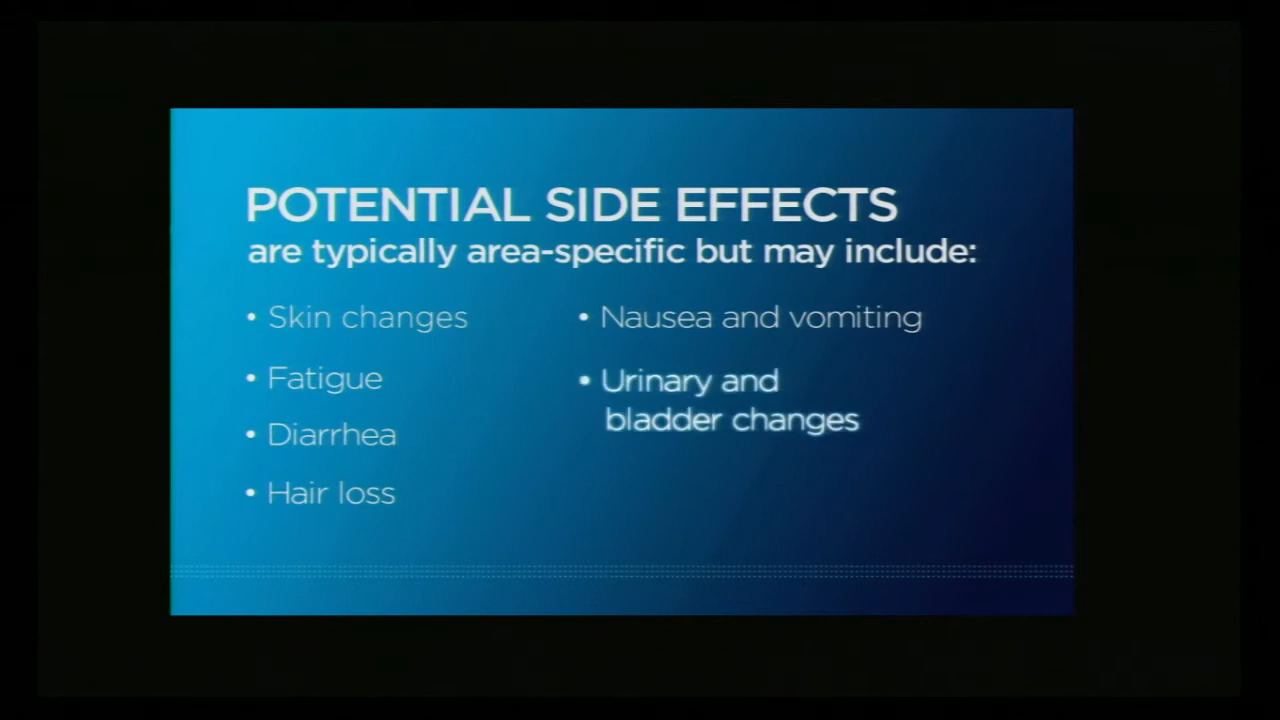 POTENTIAL SIDE EFFECTS
are typically area-specific but may include:
• Skin changes
• Fatigue
• Diarrhea
• Hair loss
• Nausea and vomiting
• Urinary and
bladder changes